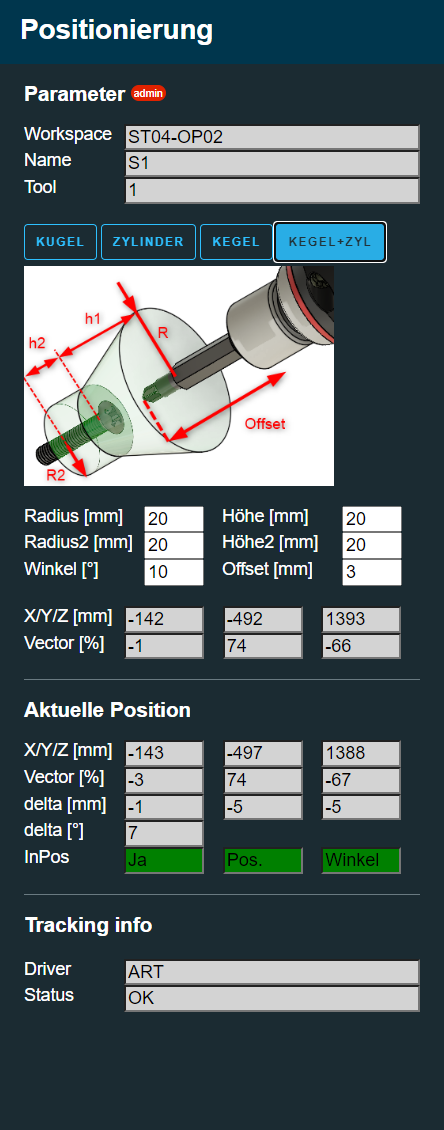 Positionierung
Parameter admin
Workspace ST04-OP02
Name S1
Tool 1
KUGEL ZYLINDER KEGEL KEGEL+ZYL
h1
R
h2
Offset
R2
Radius [mm] 20 Höhe [mm] 20
Radius2 [mm] 20 Höhe2 [mm] 20
Winkel [°] 10 Offset [mm] 3
X/Y/Z [mm] -142 -492 1393
Vector [%] -1 74 -66
Aktuelle Position
X/Y/Z [mm] -143 -497 1388
Vector [%] -3 74 -67
delta [mm] -1 -5 -5
delta [°] 7
InPos Ja Pos. Winkel
Tracking info
Driver ART
Status OK